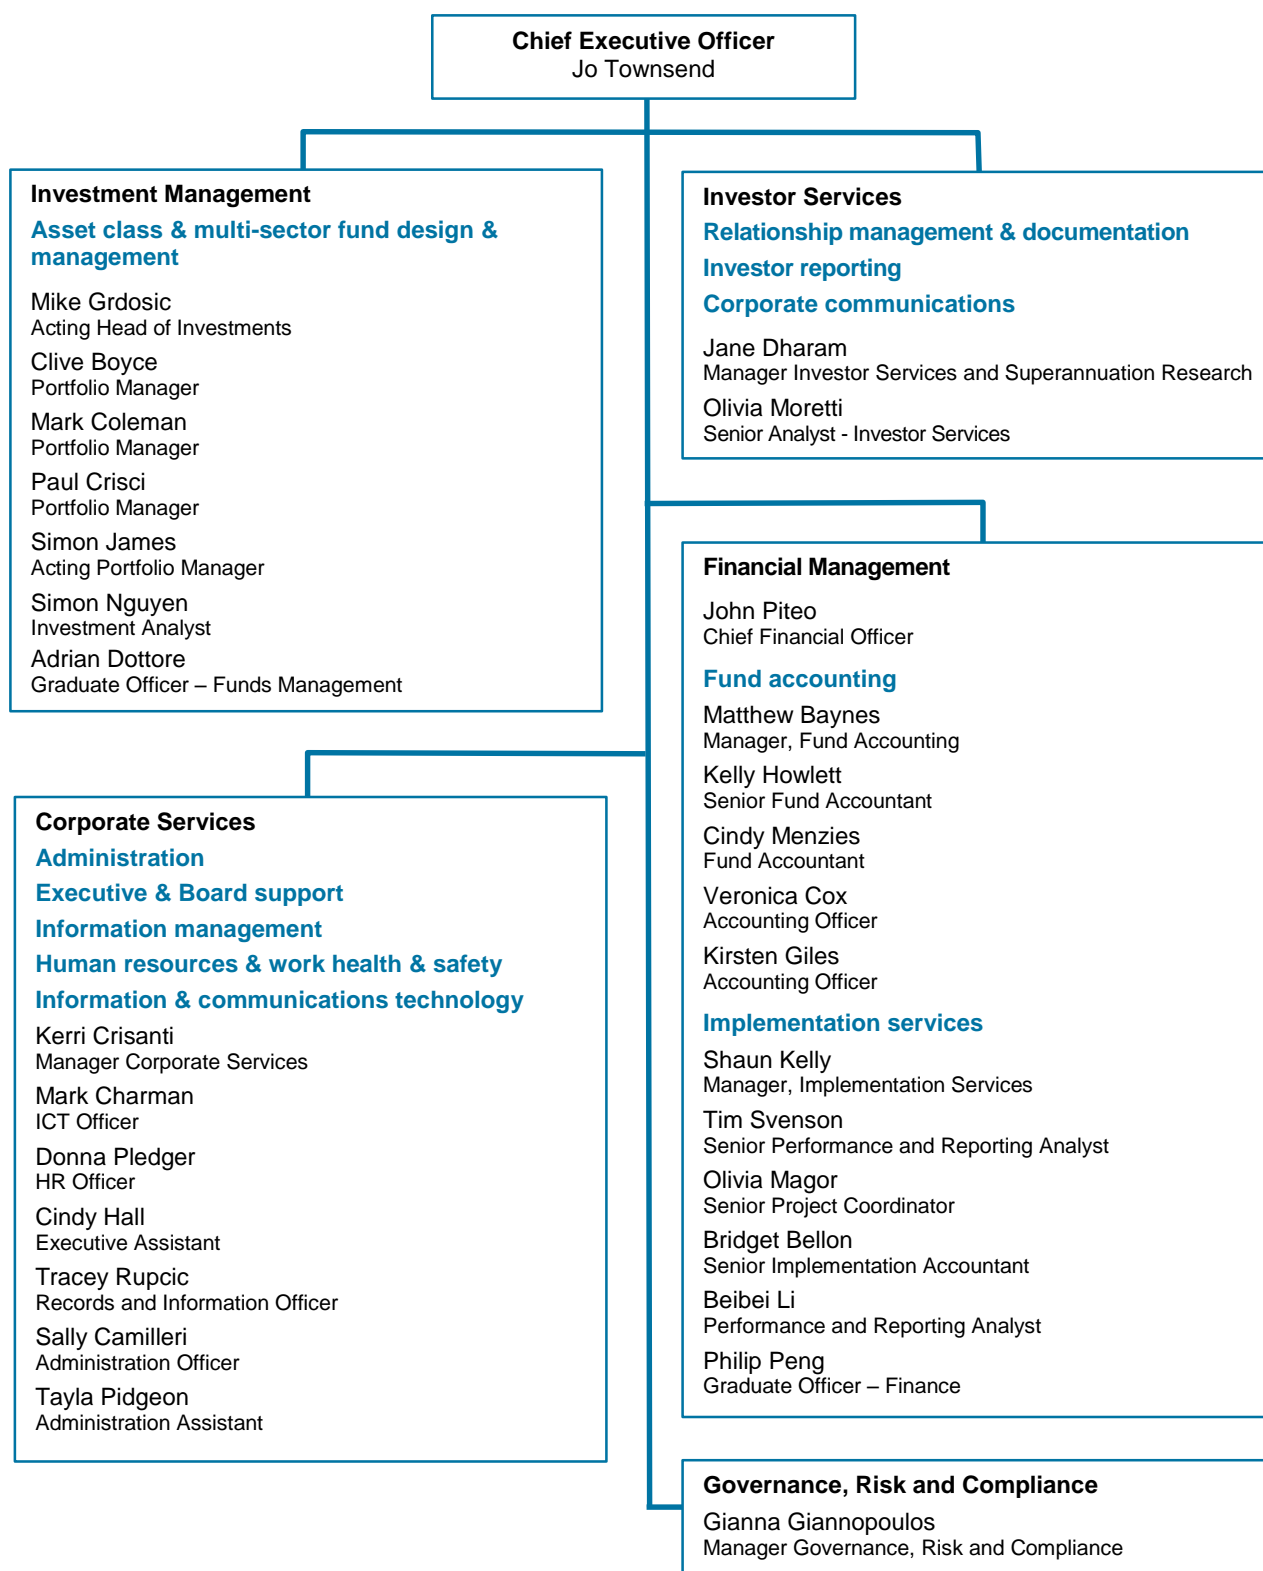 Chief Executive Officer
Jo Townsend
Investment Management
Asset class & multi-sector fund design &
management
Mike Grdosic
Acting Head of Investments
Clive Boyce
Portfolio Manager
Mark Coleman
Portfolio Manager
Paul Crisci
Portfolio Manager
Simon James
Acting Portfolio Manager
Simon Nguyen
Investment Analyst
Adrian Dottore
Graduate Officer – Funds Management
Investor Services
Relationship management & documentation
Investor reporting
Corporate communications
Jane Dharam
Manager Investor Services and Superannuation Research
Olivia Moretti
Senior Analyst - Investor Services
Financial Management
John Piteo
Chief Financial Officer
Fund accounting
Matthew Baynes
Manager, Fund Accounting
Kelly Howlett
Senior Fund Accountant
Cindy Menzies
Fund Accountant
Veronica Cox
Accounting Officer
Kirsten Giles
Accounting Officer
Implementation services
Shaun Kelly
Manager, Implementation Services
Tim Svenson
Senior Performance and Reporting Analyst
Olivia Magor
Senior Project Coordinator
Bridget Bellon
Senior Implementation Accountant
Beibei Li
Performance and Reporting Analyst
Philip Peng
Graduate Officer – Finance
Corporate Services
Administration
Executive & Board support
Information management
Human resources & work health & safety
Information & communications technology
Kerri Crisanti
Manager Corporate Services
Mark Charman
ICT Officer
Donna Pledger
HR Officer
Cindy Hall
Executive Assistant
Tracey Rupcic
Records and Information Officer
Sally Camilleri
Administration Officer
Tayla Pidgeon
Administration Assistant
Governance, Risk and Compliance
Gianna Giannopoulos
Manager Governance, Risk and Compliance